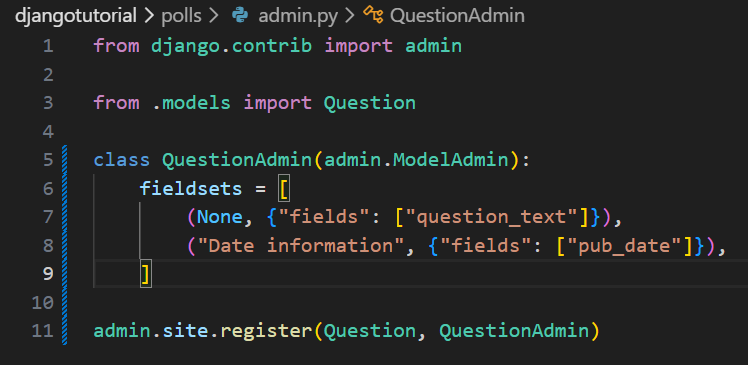 djangotutorial > polls > admin.py > QuestionAdmin
1 from django.contrib import admin
2
3 from .models import Question
4
5 class QuestionAdmin(admin.ModelAdmin):
6     fieldsets = [
7         (None, {"fields": ["question_text"]}),
8         ("Date information", {"fields": ["pub_date"]}),
9     ]
10
11 admin.site.register(Question, QuestionAdmin)